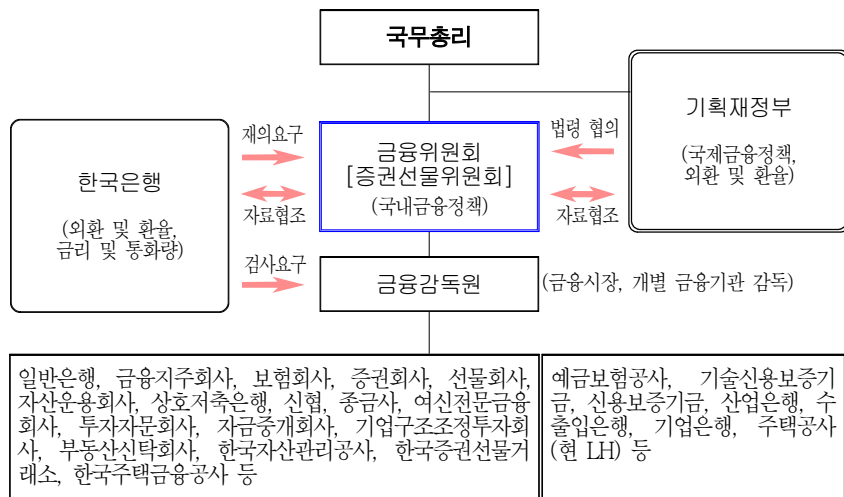 국무총리
기획재정부
(국제금융정책,
외환 및 환율)
한국은행
(외환 및 환율,
금리 및 통화량)
재의요구
자료협조
검사요구
금융위원회
[증권선물위원회]
(국내금융정책)
법령 협의
자료협조
금융감독원
(금융시장, 개별 금융기관 감독)
일반은행, 금융지주회사, 보험회사, 증권회사, 선물회사,
자산운용회사, 상호저축은행, 신협, 종금사, 여신전문금융
회사, 투자자문회사, 자금중개회사, 기업구조조정투자회
사, 부동산신탁회사, 한국자산관리공사, 한국증권선물거
래소, 한국주택금융공사 등
예금보험공사, 기술신용보증기
금, 신용보증기금, 산업은행, 수
출입은행, 기업은행, 주택공사
(현 LH) 등